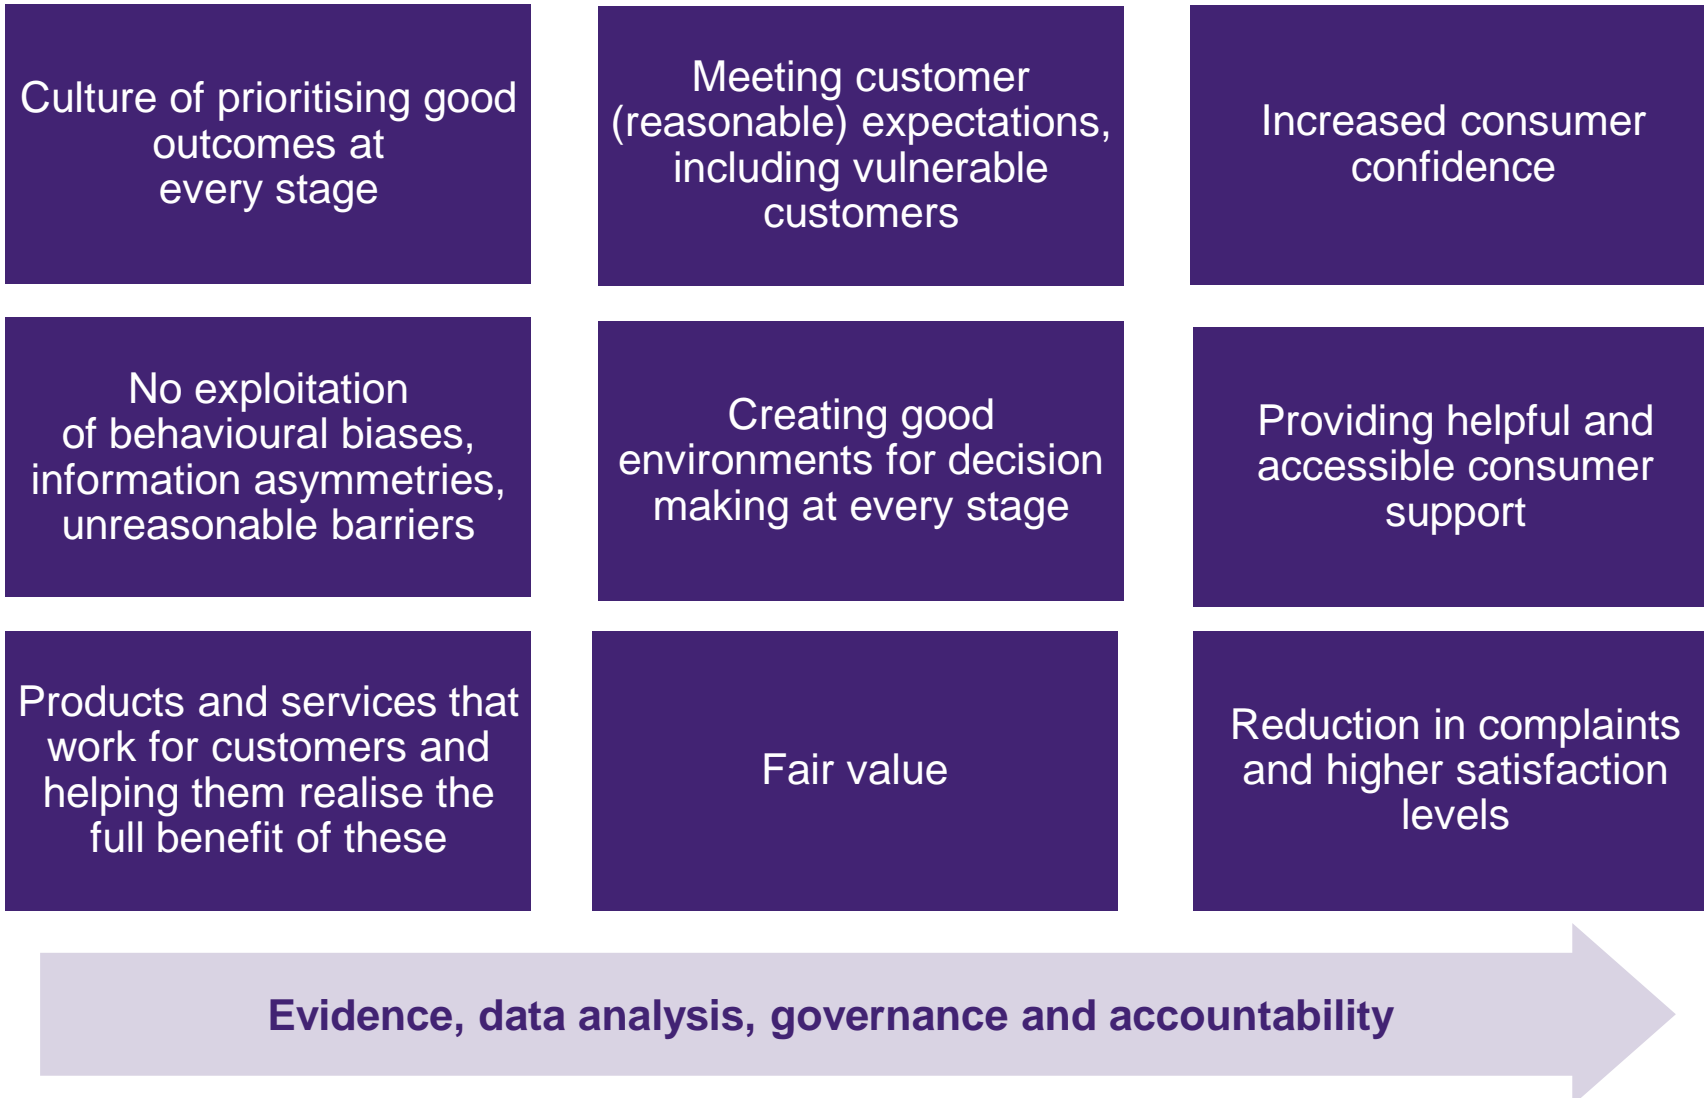 Culture of prioritising good
outcomes at
every stage
Meeting customer
(reasonable) expectations,
including vulnerable
customers
Increased consumer
confidence
No exploitation
of behavioural biases,
information asymmetries,
unreasonable barriers
Creating good
environments for decision
making at every stage
Providing helpful and
accessible consumer
support
Products and services that
work for customers and
helping them realise the
full benefit of these
Fair value
Reduction in complaints
and higher satisfaction
levels
Evidence, data analysis, governance and accountability